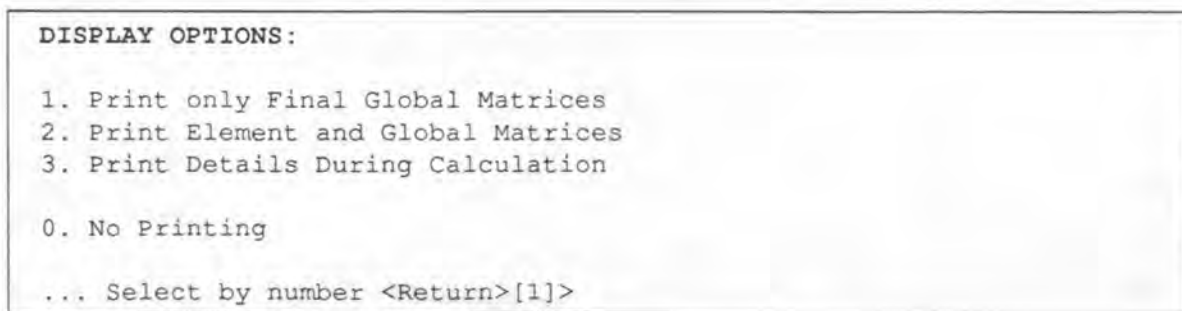 DISPLAY OPTIONS:
1. Print only Final Global Matrices
2. Print Element and Global Matrices
3. Print Details During Calculation
0. No Printing
... Select by number <Return>[1]>